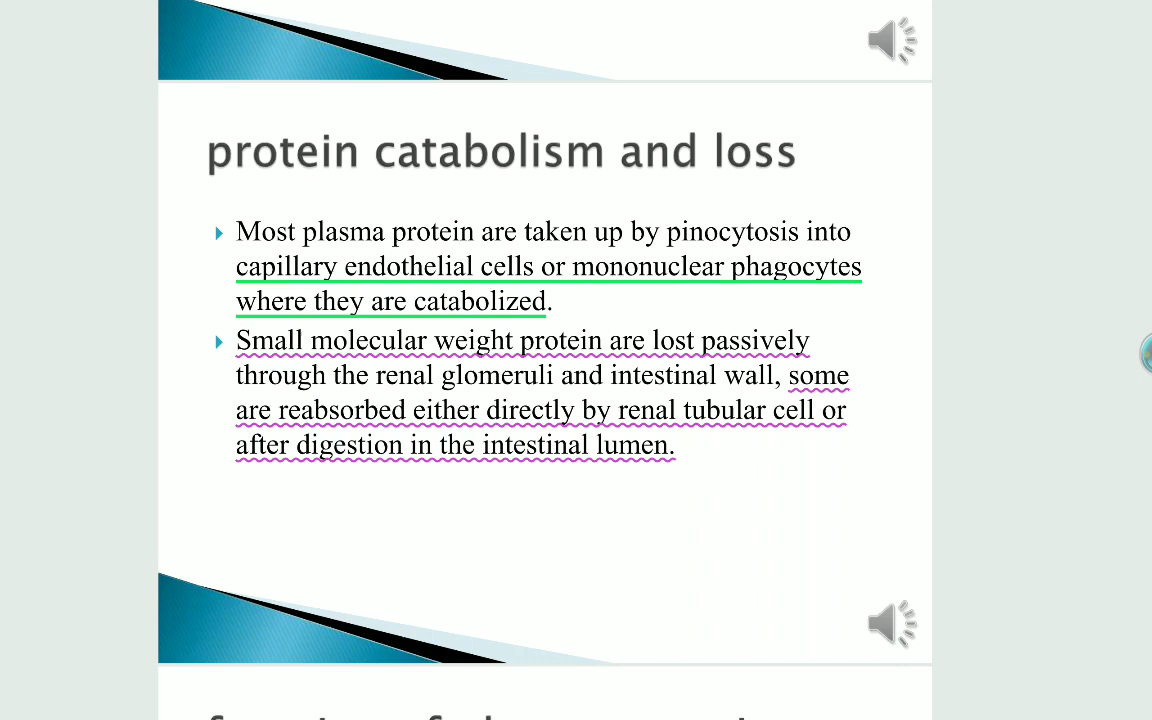 protein catabolism and loss
Most plasma protein are taken up by pinocytosis into
capillary endothelial cells or mononuclear phagocytes
where they are catabolized.
Small molecular weight protein are lost passively
through the renal glomeruli and intestinal wall, some
are reabsorbed either directly by renal tubular cell or
after digestion in the intestinal lumen.